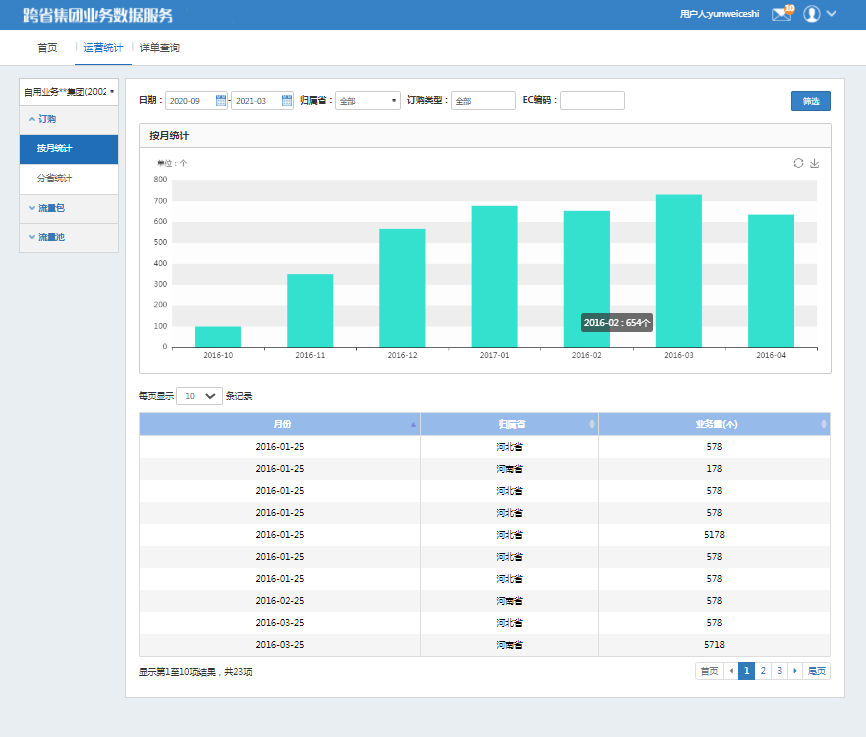 跨省集团业务数据服务
用户人:yunweiceshi
10
首页 运营统计 详单查询
自用业务**集团(2002
订购
按月统计
分省统计
流量包
流量池
日期： 2020-09 - 2021-03 归属省： 全部 订购类型： 全部 EC编码： 筛选
按月统计
单位：个
800
700
600
500
400
300
200
100
0
2016-02 : 654个
2016-10 2016-11 2016-12 2017-01 2016-02 2016-03 2016-04
每页显示 10 条记录
月份 归属省 业务量(个)
2016-01-25 河北省 578
2016-01-25 河南省 178
2016-01-25 河北省 578
2016-01-25 河北省 578
2016-01-25 河北省 5178
2016-01-25 河北省 578
2016-01-25 河北省 578
2016-02-25 河南省 578
2016-03-25 河北省 578
2016-03-25 河南省 5718
显示第1至10项结果，共23项
首页 1 2 3 尾页